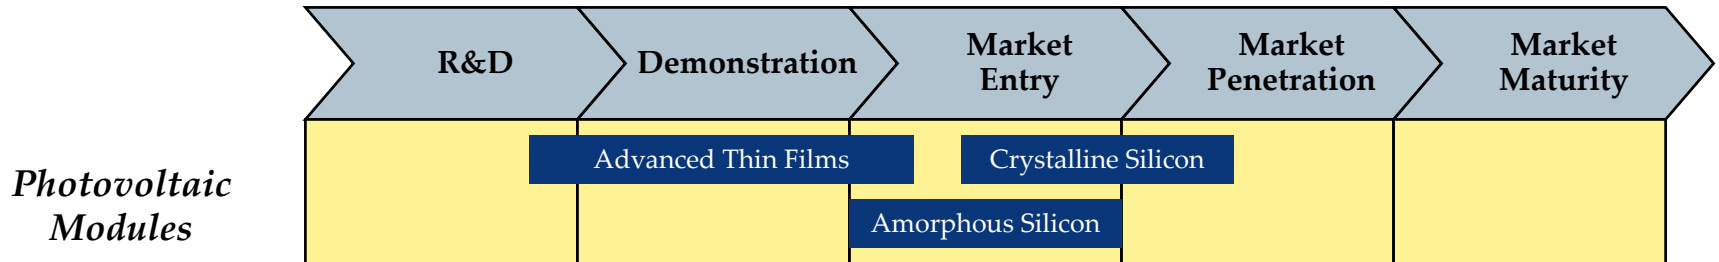 R&D
Demonstration
Market
Entry
Market
Penetration
Market
Maturity
Photovoltaic
Modules
Advanced Thin Films
Crystalline Silicon
Amorphous Silicon